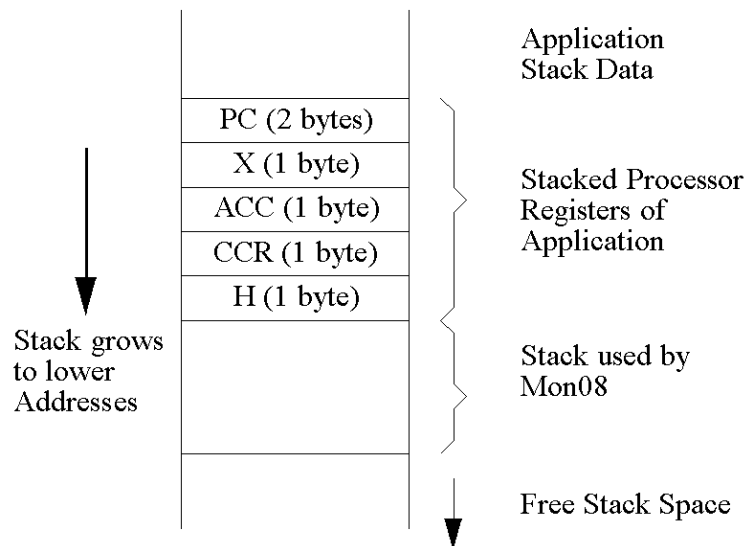 Application
Stack Data
PC (2 bytes)
X (1 byte)
ACC (1 byte)
CCR (1 byte)
H (1 byte)
Stacked Processor
Registers of
Application
Stack grows
to lower
Addresses
Stack used by
Mon08
Free Stack Space